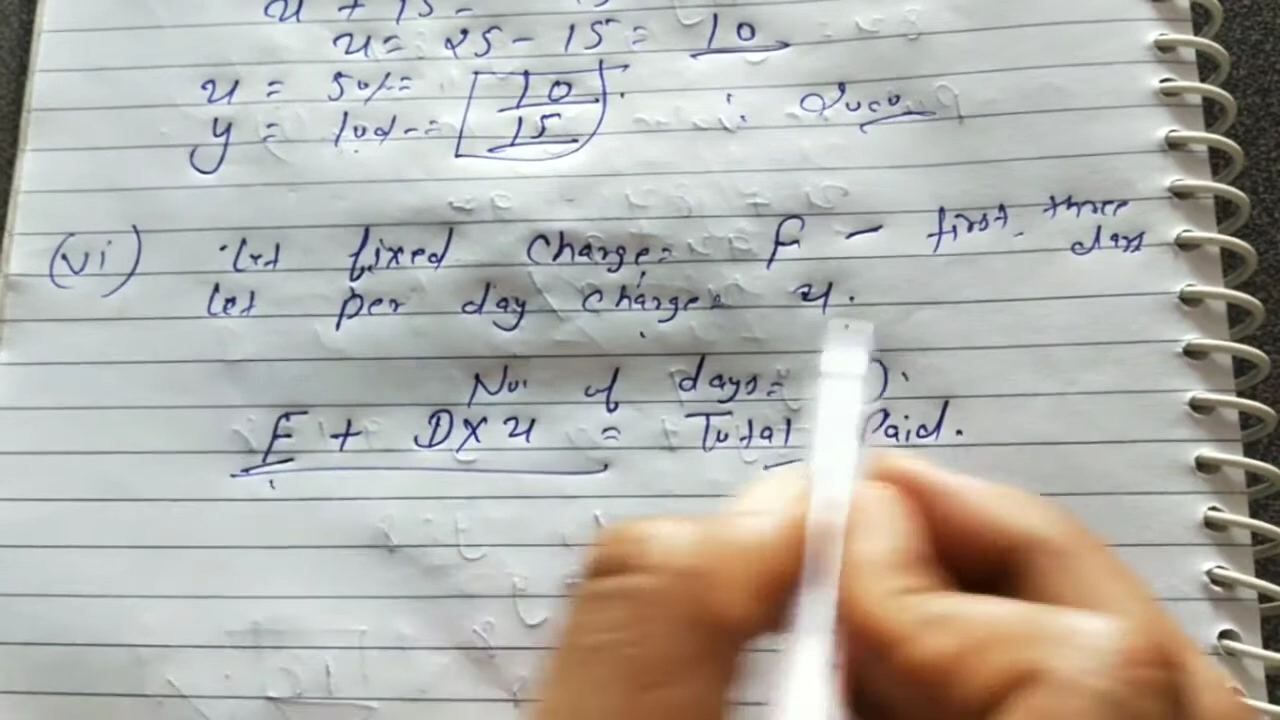 x + 15 =
x = 25 - 15 = 10
x = 50/- = 10
y = 100/- = 15
(vi) Let fixed charge = F - first three days
Let per day charge = x.
No. of days =
F + D × x = Total Paid.